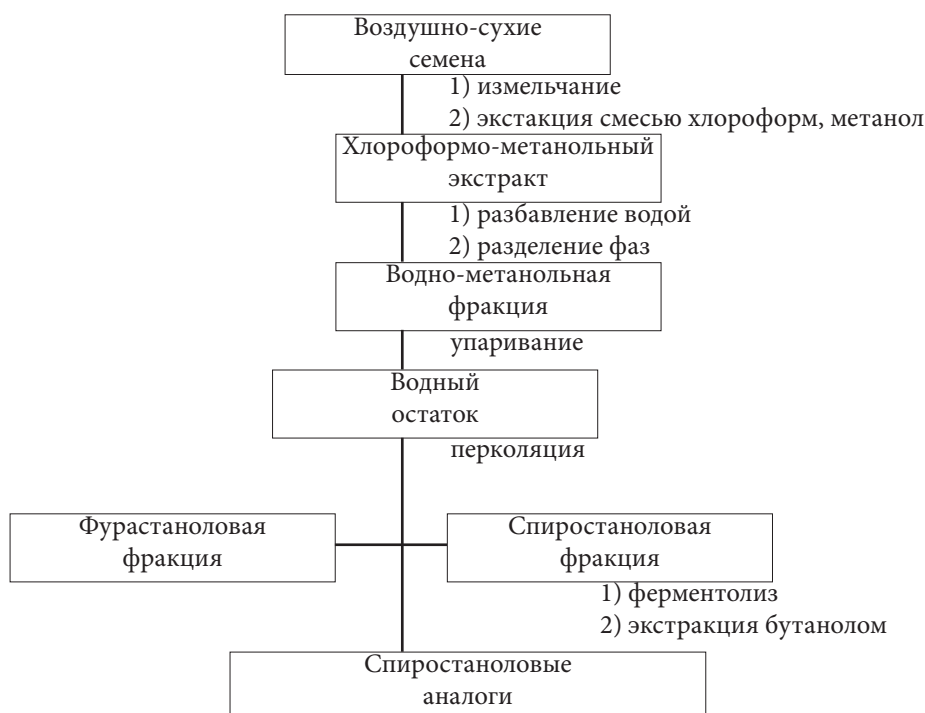 Воздушно-сухие
семена
1) измельчание
2) экстакция смесью хлороформ, метанол
Хлороформо-метанольный
экстракт
1) разбавление водой
2) разделение фаз
Водно-метанольная
фракция
упаривание
Водный
остаток
перколяция
Фурастаноловая
фракция
Спиростаноловая
фракция
1) ферментолиз
2) экстракция бутанолом
Спиростаноловые
аналоги